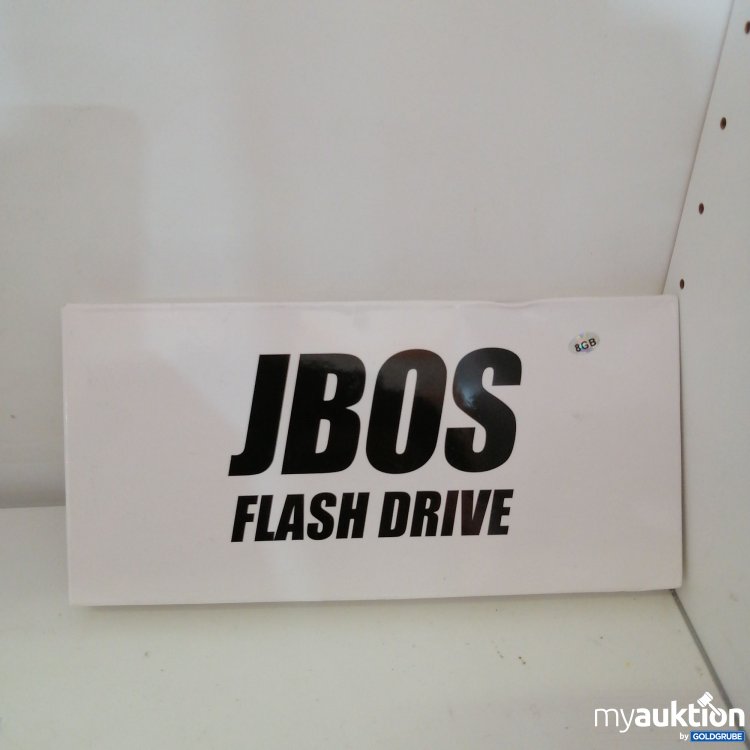 8GB
JBOS
FLASH DRIVE
myauktion
by GOLDGRUBE